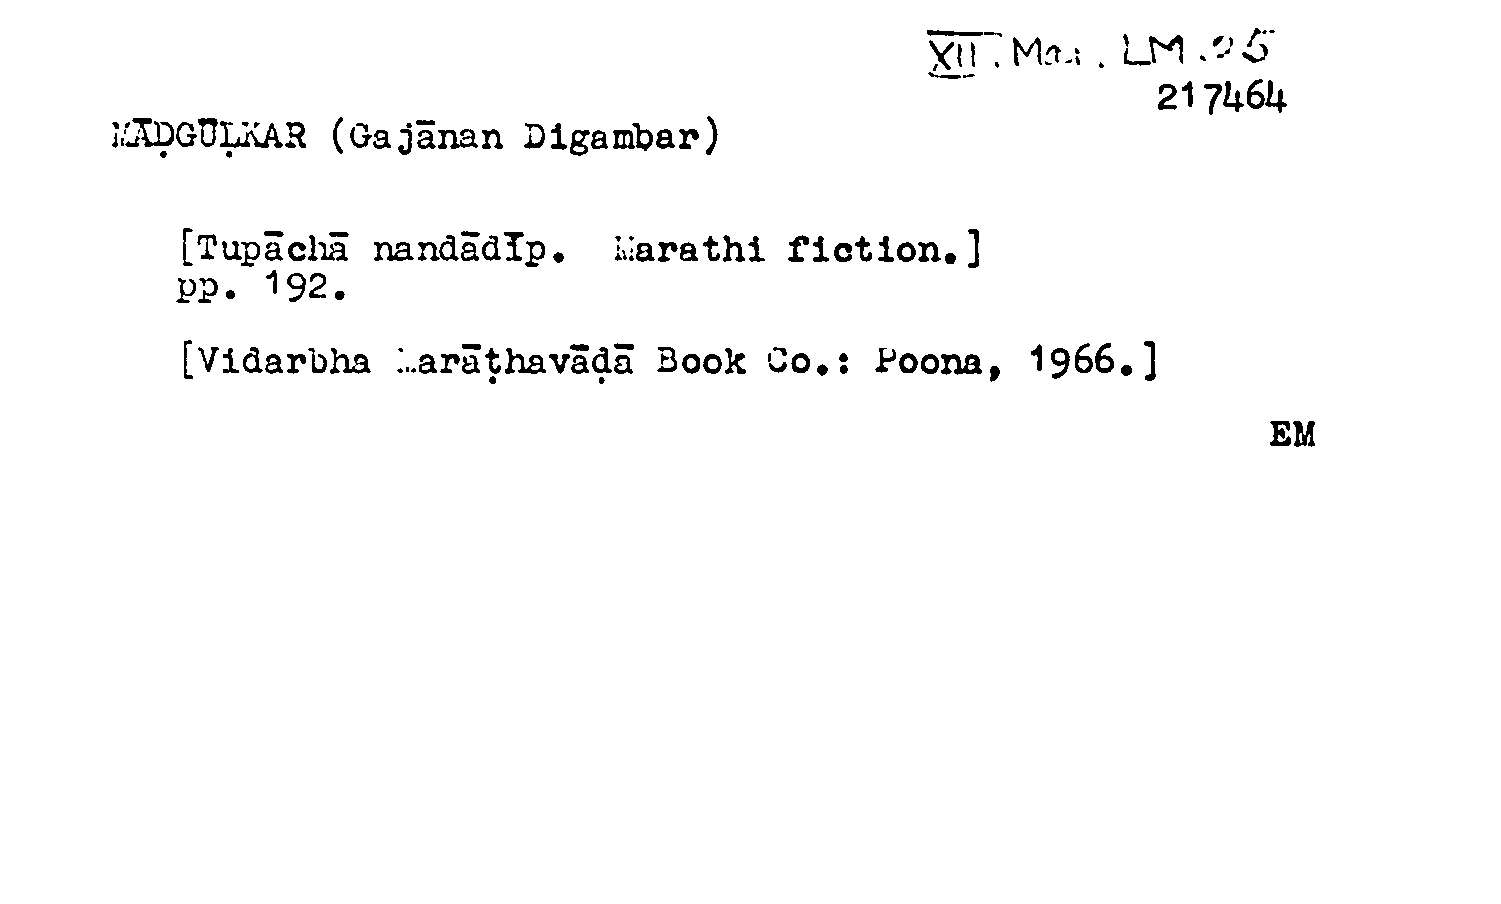 XII. Mar. LM.25
217464
MĀḌGŪḶKAR (Gajānan Digambar)
[Tupāchā nandādīp. Marathi fiction.]
pp. 192.
[Vidarbha Marāṭhavāḍā Book Co.: Poona, 1966.]
EM